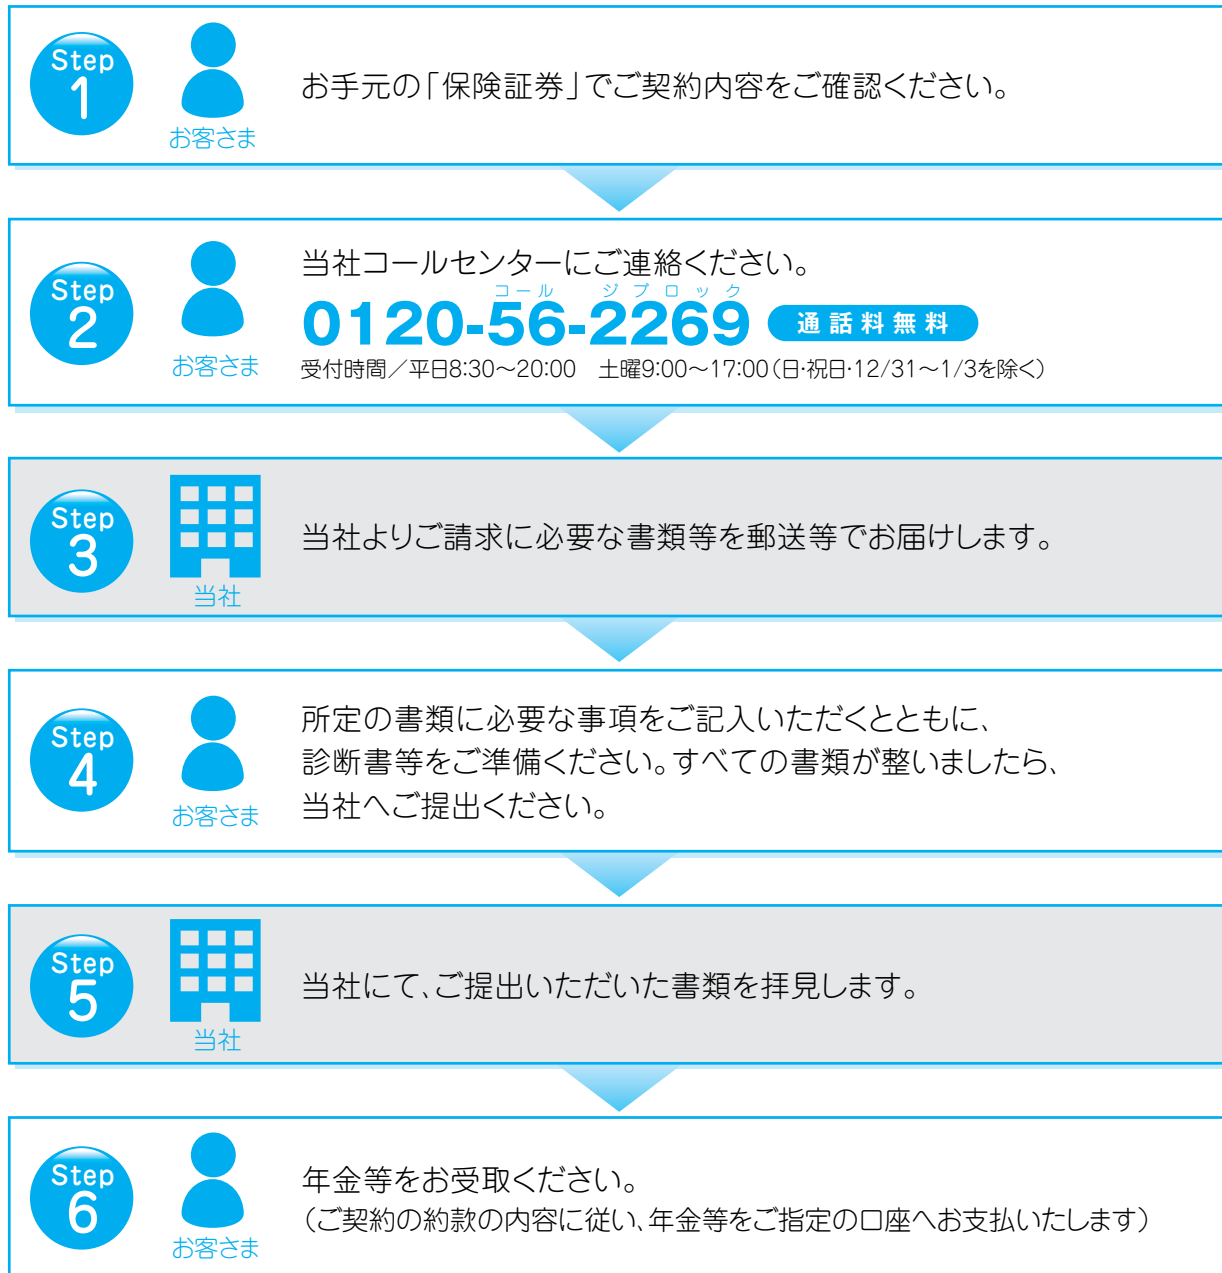 Step
1
お客さま
お手元の「保険証券」でご契約内容をご確認ください。
Step
2
お客さま
当社コールセンターにご連絡ください。
コール ジブロック
0120-56-2269 通話料無料
受付時間／平日8:30～20:00　土曜9:00～17:00（日・祝日・12/31～1/3を除く）
Step
3
当社
当社よりご請求に必要な書類等を郵送等でお届けします。
Step
4
お客さま
所定の書類に必要な事項をご記入いただくとともに、
診断書等をご準備ください。すべての書類が整いましたら、
当社へご提出ください。
Step
5
当社
当社にて、ご提出いただいた書類を拝見します。
Step
6
お客さま
年金等をお受取ください。
（ご契約の約款の内容に従い、年金等をご指定の口座へお支払いたします）